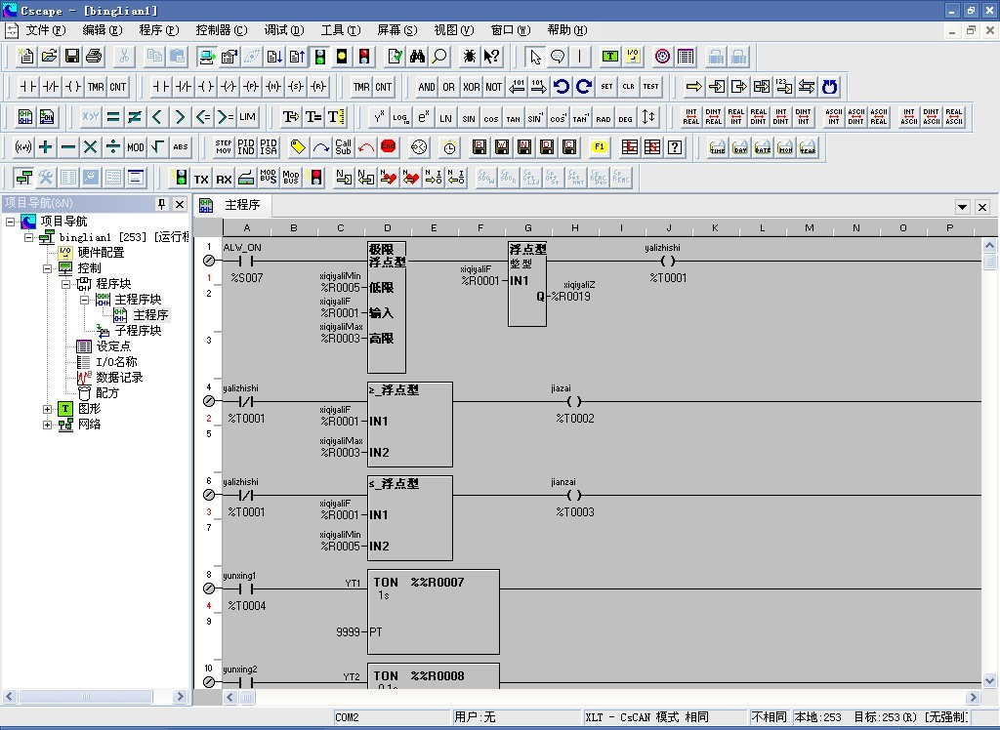 Cscape - [binglian1]
文件(F) 编辑(E) 程序(P) 控制器(C) 调试(D) 工具(T) 屏幕(S) 视图(V) 窗口(W) 帮助(H)
TMR CNT TMR CNT AND OR XOR NOT 101 101 SET CLR TEST
LIM LOG LN SIN COS TAN SIN COS TAN RAD DEG INT REAL DINT REAL REAL INT REAL DINT DINT INT INT DINT ASCII INT ASCII DINT ASCII REAL INT ASCII DINT ASCII REAL ASCII
MOD ABS STEP MOV PID IND PID ISA Call Sub End F1 TIME DAY DATE MON YEAR
TX RX MOD BUS MOD BUS
项目导航(&N)
项目导航
binglian1 [253] [运行模
硬件配置
控制
程序块
主程序块
主程序
子程序块
设定点
I/O名称
数据记录
配方
图形
网络
主程序
A B C D E F G H I J K L M N O P
1 ALW_ON 极限 浮点型 浮点型 整型 yalizhishi
1 %S007 xiqiyaliMin %R0005 低限 xiqiyaliF %R0001 IN1 %T0001
2 xiqiyaliF %R0001 输入 Q xiqiyaliZ %R0019
3 xiqiyaliMax %R0003 高限
4 yalizhishi ≥_浮点型 jiazai
2 %T0001 xiqiyaliF %R0001 IN1 %T0002
5 xiqiyaliMax %R0003 IN2
6 yalizhishi ≤_浮点型 jianzai
3 %T0001 xiqiyaliF %R0001 IN1 %T0003
7 xiqiyaliMin %R0005 IN2
8 yunxing1 YT1 TON %%R0007
1s
4 %T0004
9 9999 PT
10 yunxing2 YT2 TON %%R0008
0.1s
COM2 用户:无 XLT - CsCAN 模式 相同 不相同 本地:253 目标:253(R) [无强制]